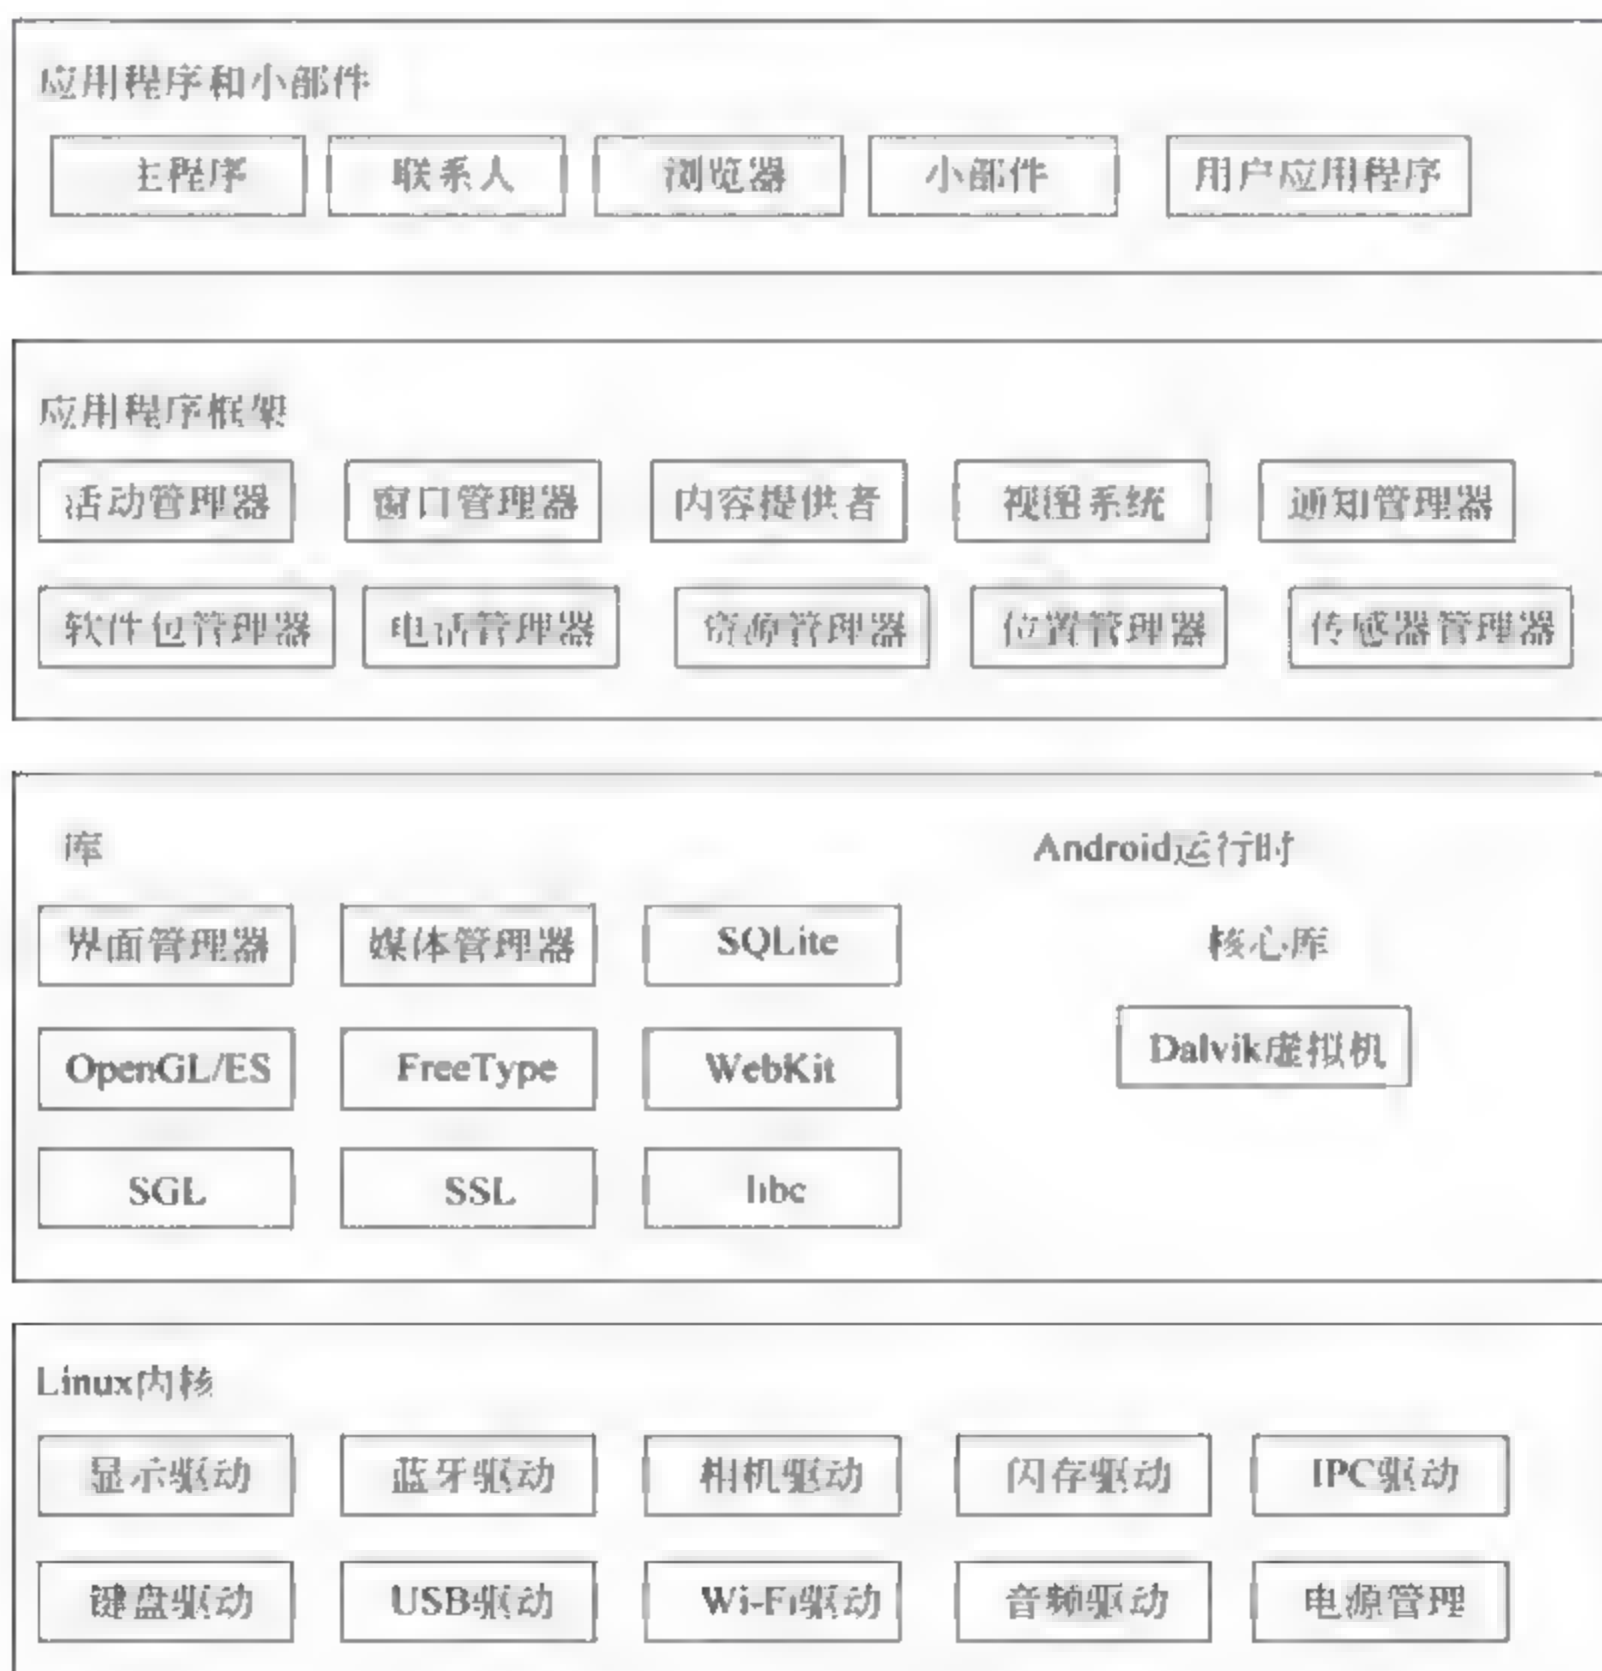 应用程序和小部件
主程序 联系人 浏览器 小部件 用户应用程序
应用程序框架
活动管理器 窗口管理器 内容提供者 视图系统 通知管理器
软件包管理器 电话管理器 资源管理器 位置管理器 传感器管理器
库 Android运行时
界面管理器 媒体管理器 SQLite 核心库
OpenGL/ES FreeType WebKit Dalvik虚拟机
SGL SSL libc
Linux内核
显示驱动 蓝牙驱动 相机驱动 闪存驱动 IPC驱动
键盘驱动 USB驱动 Wi-Fi驱动 音频驱动 电源管理